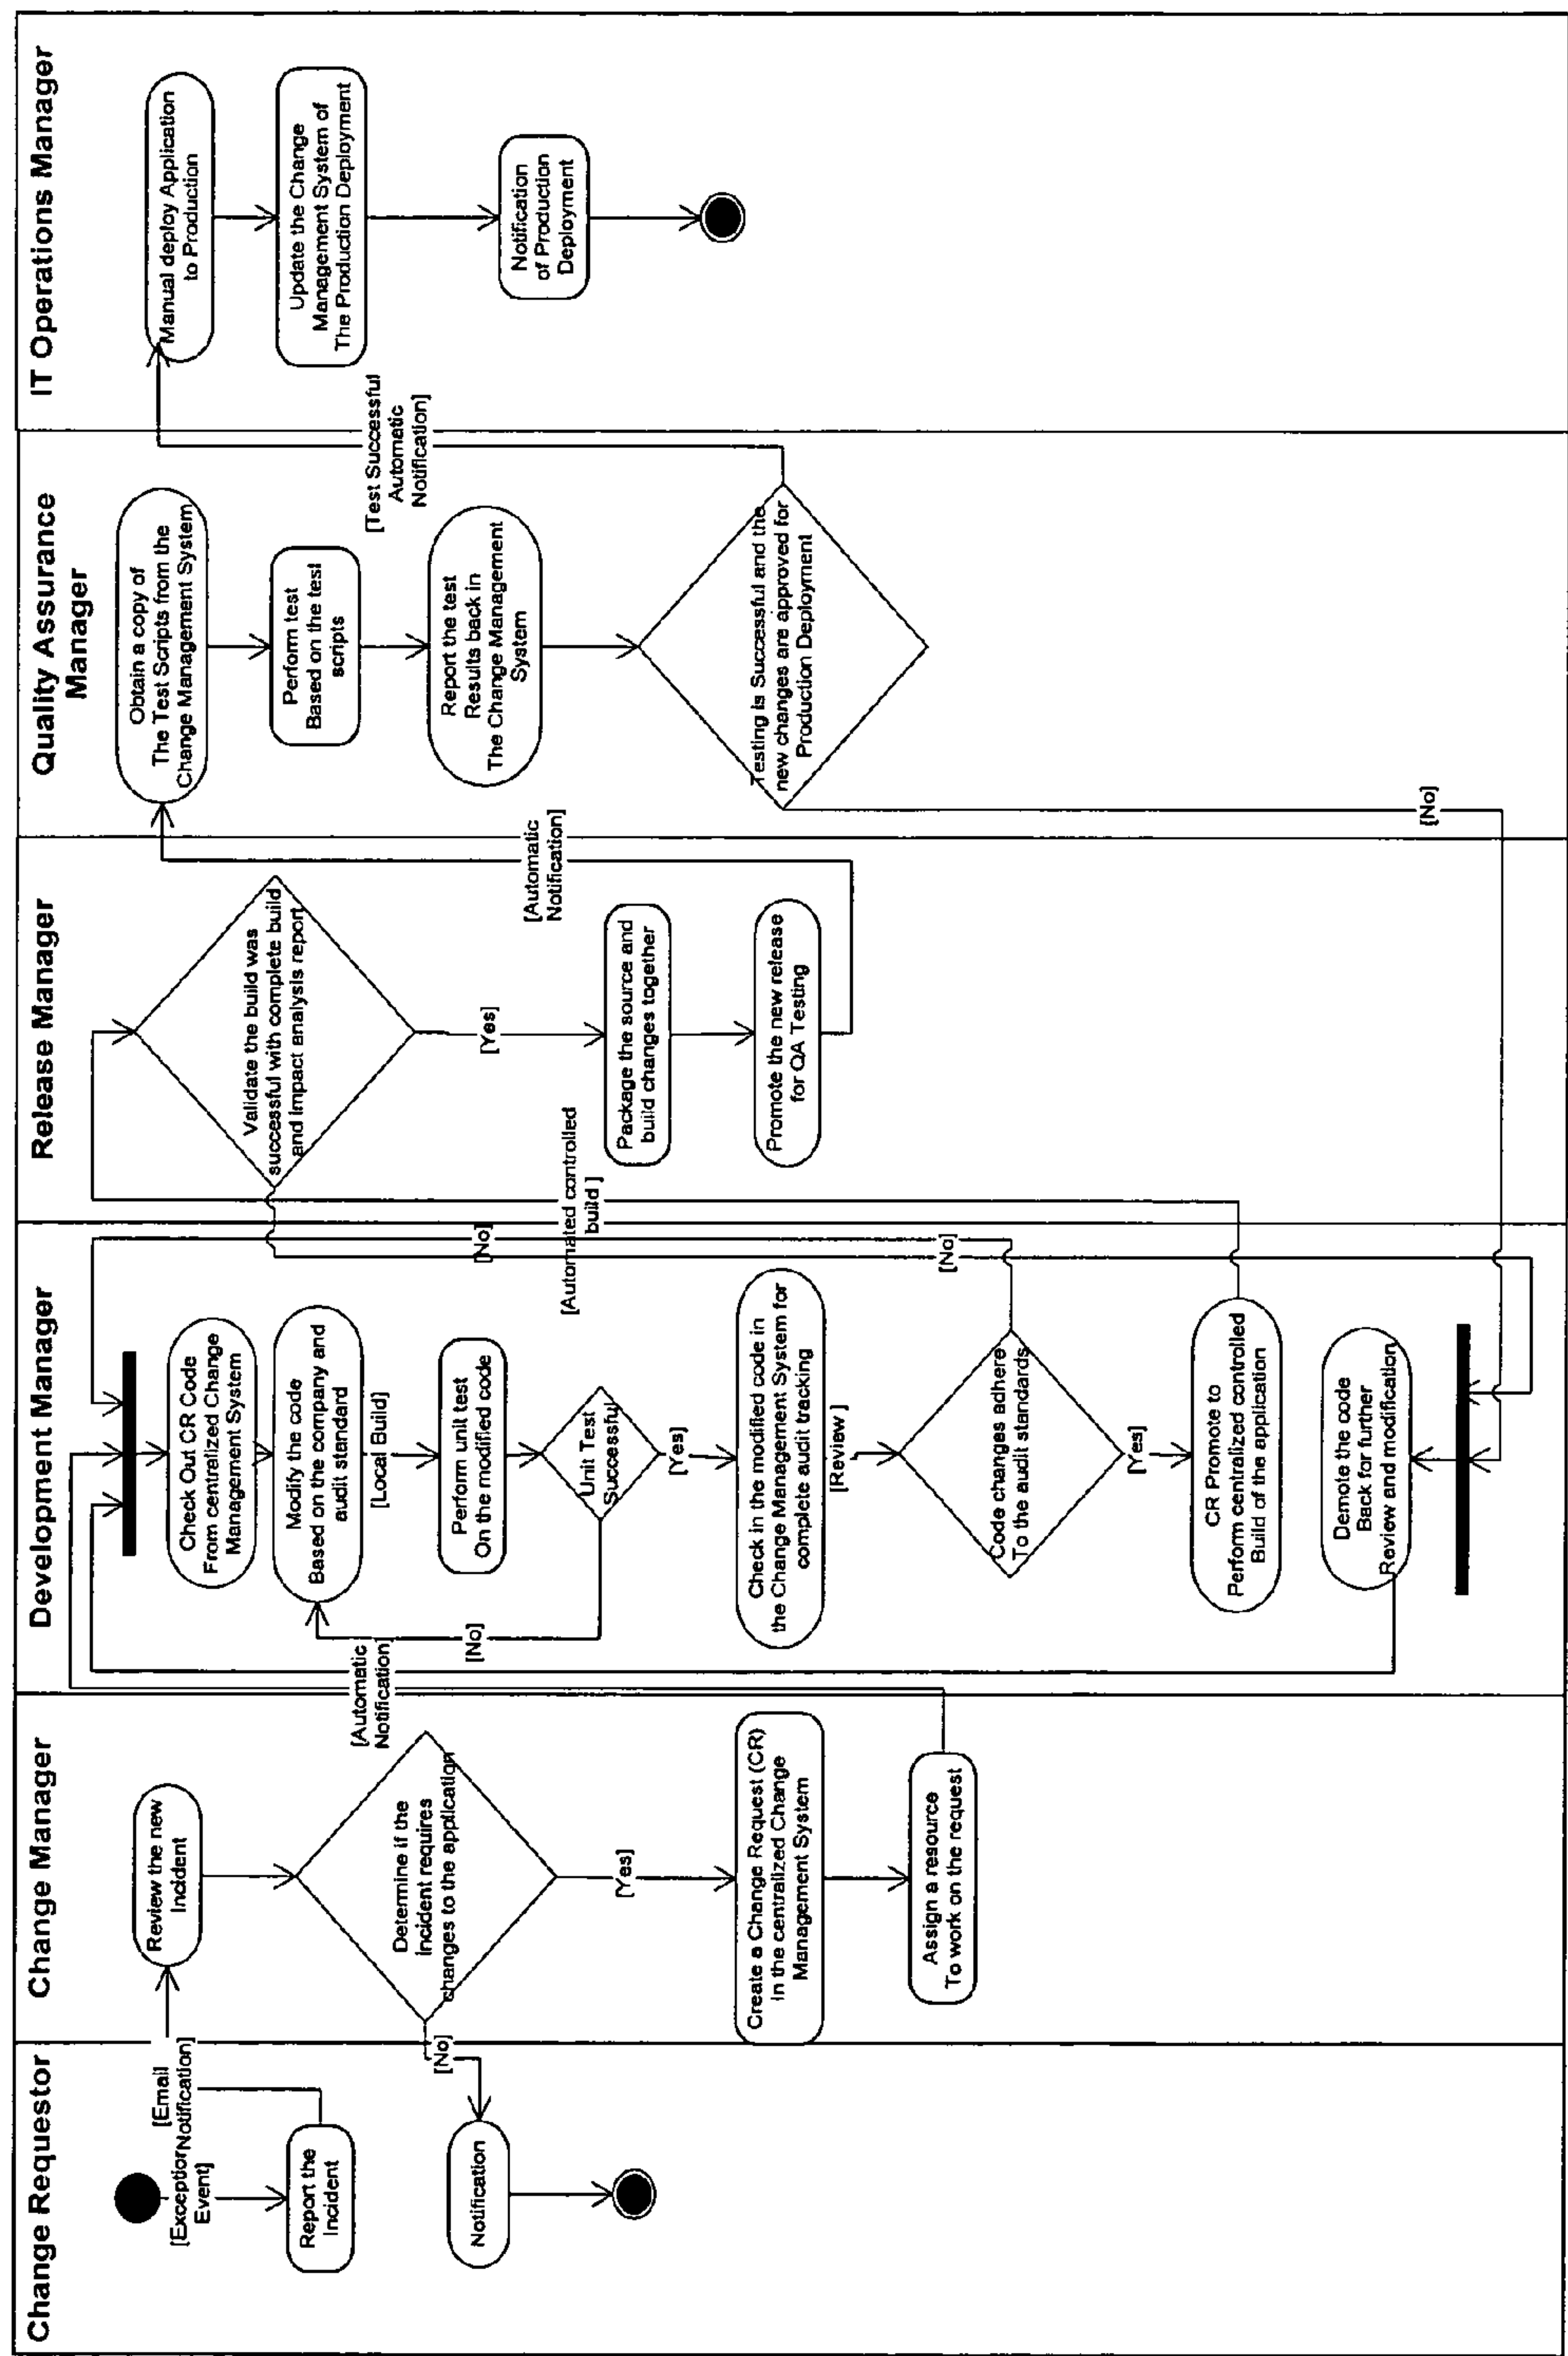 Change Requestor
[Exception
Event]
[Email
Notification]
Report the
Incident
Notification
[No]
Change Manager
Review the new
Incident
Determine if the
incident requires
changes to the application
[Yes]
Create a Change Request (CR)
In the centralized Change
Management System
Assign a resource
To work on the request
[Automatic
Notification]
Development Manager
Check Out CR Code
From centralized Change
Management System
Modify the code
Based on the company and
audit standard
[Local Build]
Perform unit test
On the modified code
Unit Test
Successful
[No]
[Yes]
Check in the modified code in
the Change Management System for
complete audit tracking
[Review ]
Code changes adhere
To the audit standards
[No]
[Yes]
CR Promote to
Perform centralized controlled
Build of the application
Demote the code
Back for further
Review and modification
[Automated controlled
build ]
[No]
Release Manager
Validate the build was
successful with complete build
and impact analysis report
[Yes]
Package the source and
build changes together
Promote the new release
for QA Testing
[Automatic
Notification]
Quality Assurance
Manager
Obtain a copy of
The Test Scripts from the
Change Management System
Perform test
Based on the test
scripts
Report the test
Results back in
The Change Management
System
Testing is Successful and the
new changes are approved for
Production Deployment
[No]
[Test Successful
Automatic
Notification]
IT Operations Manager
Manual deploy Application
to Production
Update the Change
Management System of
The Production Deployment
Notification
of Production
Deployment